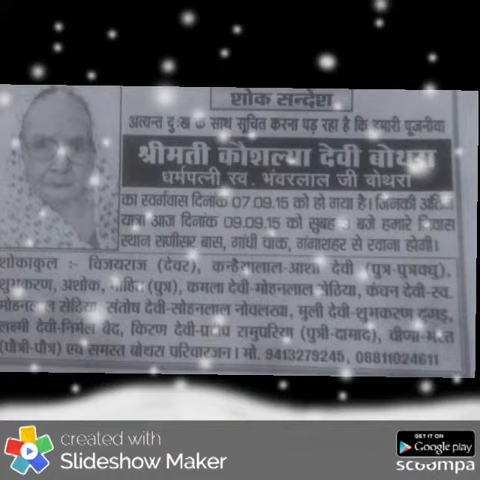 शोक सन्देश
अत्यन्त दुःख के साथ सूचित करना पड़ रहा है कि हमारी पूजनीया
श्रीमती कौशल्या देवी बोथरा
धर्मपत्नी स्व. भंवरलाल जी बोथरा
का स्वर्गवास दिनांक 07.09.15 को हो गया है। जिनकी अंतिम
यात्रा आज दिनांक 09.09.15 को सुबह बजे हमारे निवास
स्थान राणीसर बास, गांधी चौक, गंगाशहर से रवाना होगी।
शोकाकुल :- विजयराज (देवर), कन्हैयालाल-आशा देवी (पुत्र-पुत्रवधू),
शुभकरण, अशोक, (पुत्र), कमला देवी-मोहनलाल सेठिया, कंचन देवी-स्व.
मोहनलाल सेठिया, संतोष देवी-सोहनलाल नोवलखा, मुली देवी-शुभकरण
लक्ष्मी देवी-निर्मल बैद, किरण देवी-प्रदीप रामपुरिया (पुत्री-दामाद),
(पौत्री-पौत्र) एवं समस्त बोथरा परिवारजन। मो. 9413279245, 08811024611
created with
Slideshow Maker
GET IT ON
Google play
scoompa